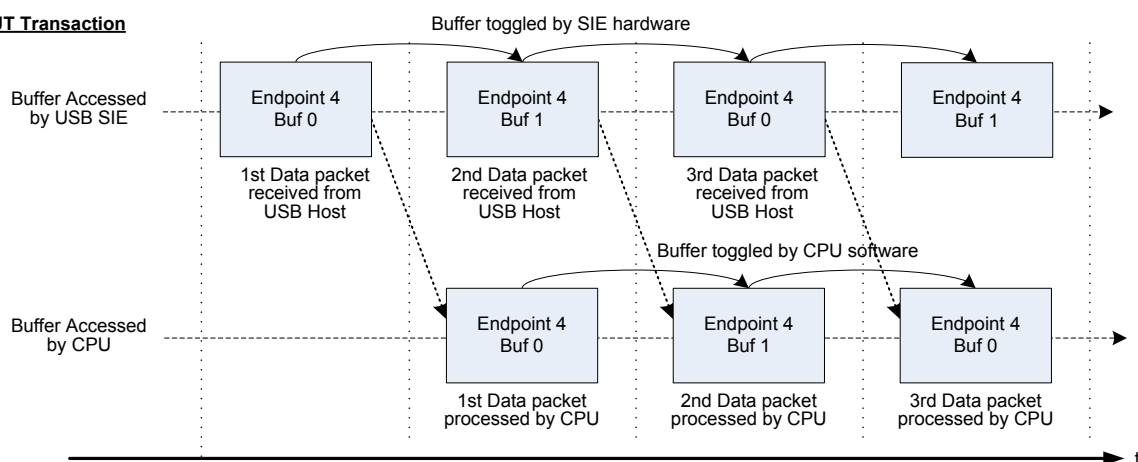 UT Transaction
Buffer toggled by SIE hardware
Buffer Accessed
by USB SIE
Endpoint 4
Buf 0
Endpoint 4
Buf 1
Endpoint 4
Buf 0
Endpoint 4
Buf 1
1st Data packet
received from
USB Host
2nd Data packet
received from
USB Host
3rd Data packet
received from
USB Host
Buffer toggled by CPU software
Buffer Accessed
by CPU
Endpoint 4
Buf 0
Endpoint 4
Buf 1
Endpoint 4
Buf 0
1st Data packet
processed by CPU
2nd Data packet
processed by CPU
3rd Data packet
processed by CPU
t